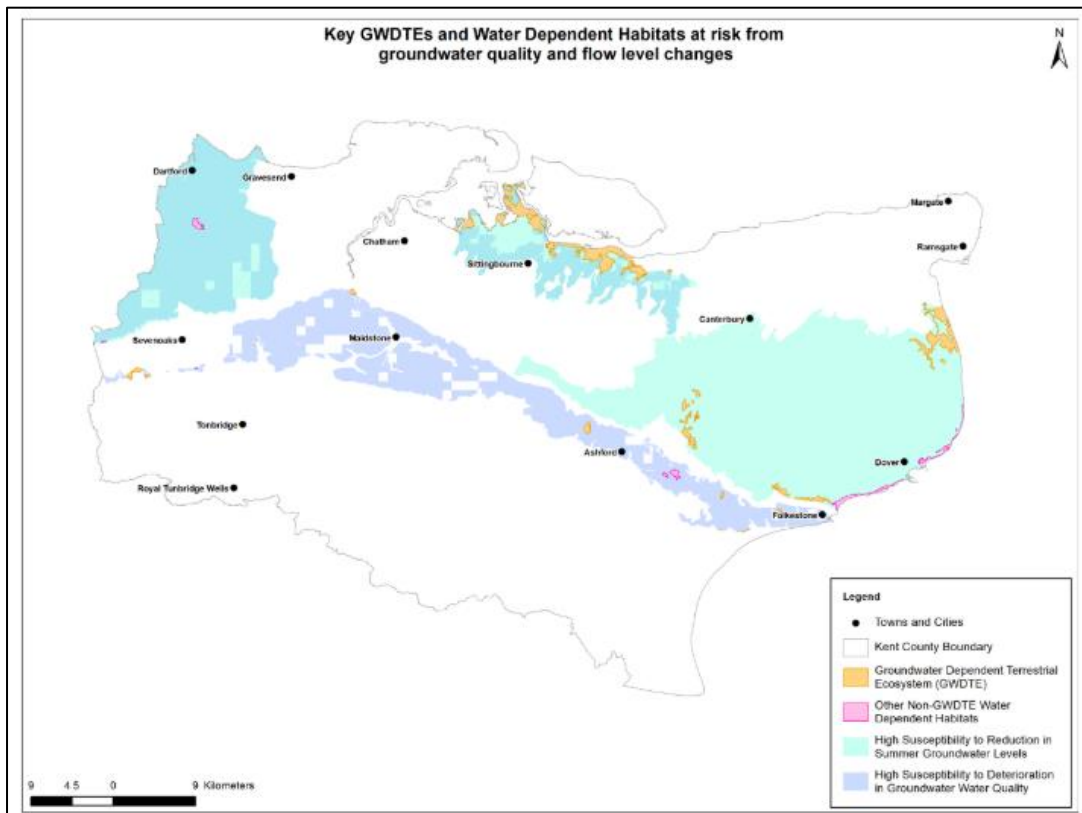 Key GWDTEs and Water Dependent Habitats at risk from
groundwater quality and flow level changes
N
Dartford
Gravesend
Margate
Ramsgate
Chatham
Sittingbourne
Canterbury
Sevenoaks
Maidstone
Tonbridge
Ashford
Dover
Royal Tunbridge Wells
Folkestone
Legend
Towns and Cities
Kent County Boundary
Groundwater Dependent Terrestrial
Ecosystem (GWDTE)
Other Non-GWDTE Water
Dependent Habitats
High Susceptibility to Reduction in
Summer Groundwater Levels
High Susceptibility to Deterioration
in Groundwater Water Quality
9 4.5 0 9 Kilometers